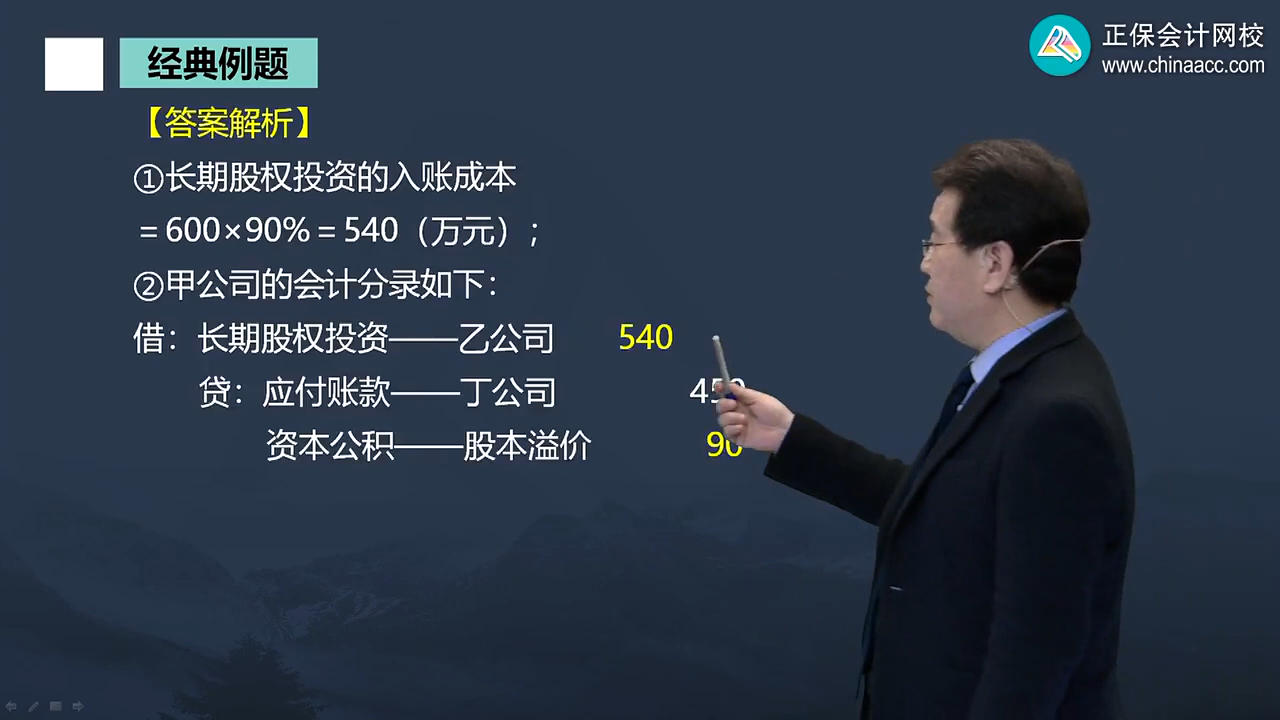 正保会计网校
www.chinaacc.com
经典例题
【答案解析】
①长期股权投资的入账成本
＝600×90%＝540（万元）；
②甲公司的会计分录如下：
借：长期股权投资——乙公司 540
贷：应付账款——丁公司 450
资本公积——股本溢价 90